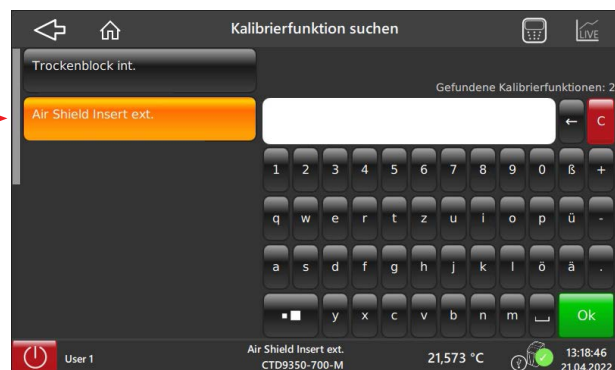 Kalibrierfunktion suchen
LIVE
Trockenblock int.
Gefundene Kalibrierfunktionen: 2
Air Shield Insert ext.
← C
1 2 3 4 5 6 7 8 9 0 ß +
q w e r t z u i o p ü -
a s d f g h j k l ö ä .
y x c v b n m Ok
User 1
Air Shield Insert ext.
CTD9350-700-M
21,573 °C
13:18:46
21.04.2022